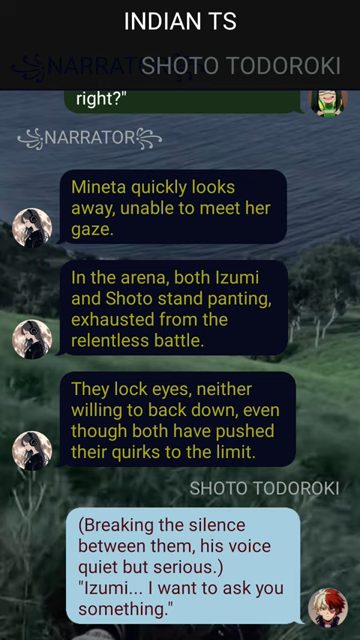 INDIAN TS
꧁NARRATOR꧂
SHOTO TODOROKI
right?"
꧁NARRATOR꧂
Mineta quickly looks
away, unable to meet her
gaze.
In the arena, both Izumi
and Shoto stand panting,
exhausted from the
relentless battle.
They lock eyes, neither
willing to back down, even
though both have pushed
their quirks to the limit.
SHOTO TODOROKI
(Breaking the silence
between them, his voice
quiet but serious.)
"Izumi... I want to ask you
something."